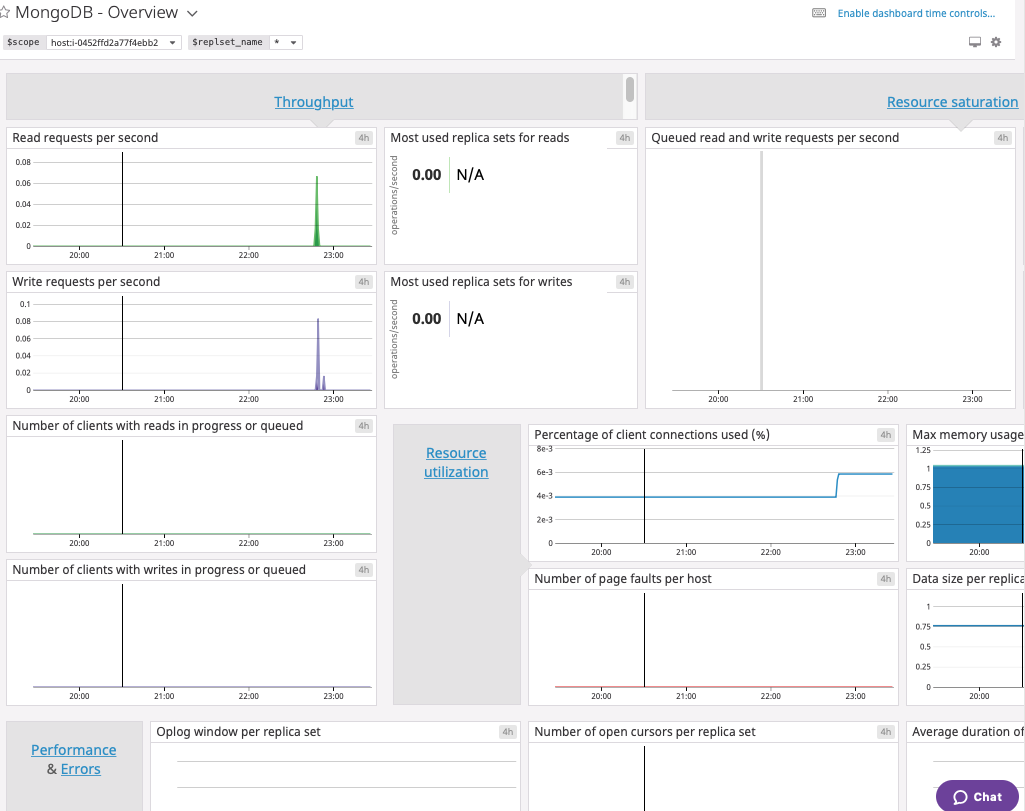 MongoDB - Overview
Enable dashboard time controls...
$scope host:i-0452ffd2a77f4ebb2 $replset_name *
Throughput
Resource saturation
Read requests per second 4h
0.08
0.06
0.04
0.02
0
20:00 21:00 22:00 23:00
Most used replica sets for reads 4h
operations/second
0.00 N/A
Queued read and write requests per second 4h
20:00 21:00 22:00 23:00
Write requests per second 4h
0.1
0.08
0.06
0.04
0.02
0
20:00 21:00 22:00 23:00
Most used replica sets for writes 4h
operations/second
0.00 N/A
Number of clients with reads in progress or queued 4h
20:00 21:00 22:00 23:00
Number of clients with writes in progress or queued 4h
20:00 21:00 22:00 23:00
Resource
utilization
Percentage of client connections used (%) 4h
8e-3
6e-3
4e-3
2e-3
0
20:00 21:00 22:00 23:00
Max memory usage
1.25
1
0.75
0.5
0.25
0
20:00
Number of page faults per host 4h
20:00 21:00 22:00 23:00
Data size per replica
1
0.75
0.5
0.25
0
20:00
Performance
& Errors
Oplog window per replica set 4h
Number of open cursors per replica set 4h
Average duration of
Chat